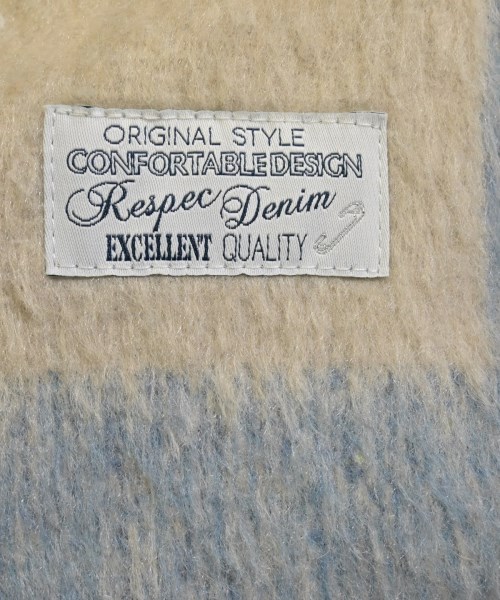 ORIGINAL STYLE
CONFORTABLE DESIGN
Respec Denim
EXCELLENT QUALITY